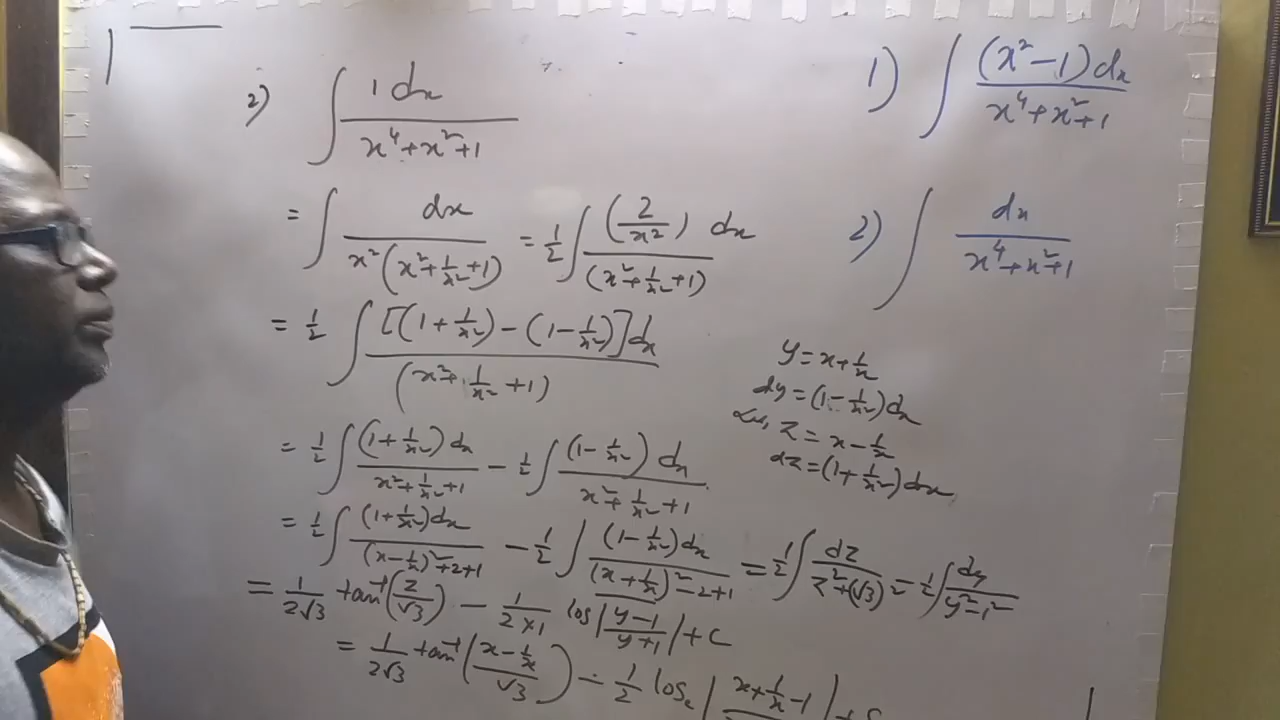 2) ∫ 1 dx / (x⁴+x²+1)
= ∫ dx / (x²(x²+1/x²+1)) = 1/2 ∫ (2/x²) dx / (x²+1/x²+1)
= 1/2 ∫ [(1+1/x²)-(1-1/x²)]dx / (x²+1/x²+1)
= 1/2 ∫ (1+1/x²)dx / (x²+1/x²+1) - 1/2 ∫ (1-1/x²)dx / (x²+1/x²+1)
= 1/2 ∫ (1+1/x²)dx / ((x-1/x)²+2+1) - 1/2 ∫ (1-1/x²)dx / ((x+1/x)²-2+1) = 1/2 ∫ dz / (z²+(√3)) = 1/2 ∫ dy / (y²-1²)
= 1/(2√3) tan⁻¹(z/√3) - 1/(2×1) log|(y-1)/(y+1)| + C
= 1/(2√3) tan⁻¹((x-1/x)/√3) - 1/2 logₑ |x+1/x-1
1) ∫ (x²-1)dx / (x⁴+x²+1)
2) ∫ dx / (x⁴+x²+1)
y = x+1/x
dy = (1-1/x²)dx
z = x-1/x
dz = (1+1/x²)dx